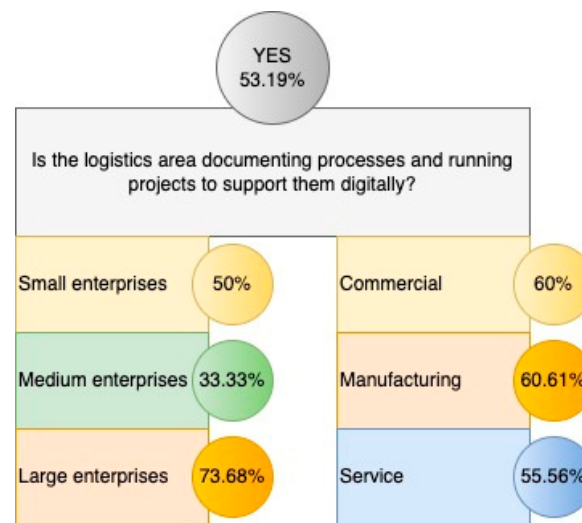 YES
53.19%
Is the logistics area documenting processes and running
projects to support them digitally?
Small enterprises 50%
Commercial 60%
Medium enterprises 33.33%
Manufacturing 60.61%
Large enterprises 73.68%
Service 55.56%